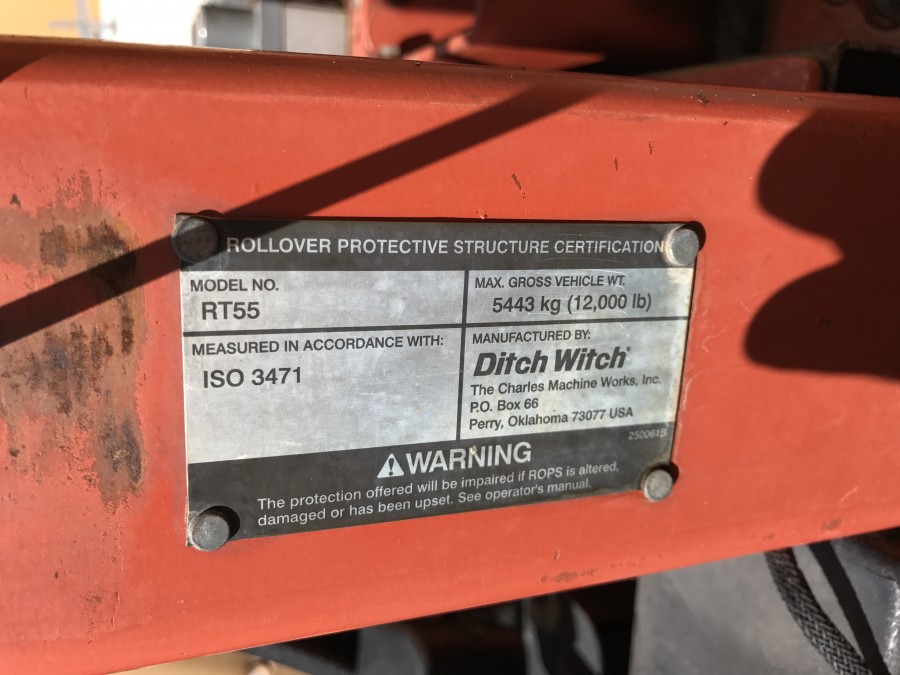 ROLLOVER PROTECTIVE STRUCTURE CERTIFICATION
MODEL NO.
RT55
MAX. GROSS VEHICLE WT.
5443 kg (12,000 lb)
MEASURED IN ACCORDANCE WITH:
ISO 3471
MANUFACTURED BY:
Ditch Witch®
The Charles Machine Works, Inc.
P.O. Box 66
Perry, Oklahoma 73077 USA
250061B
WARNING
The protection offered will be impaired if ROPS is altered,
damaged or has been upset. See operator's manual.